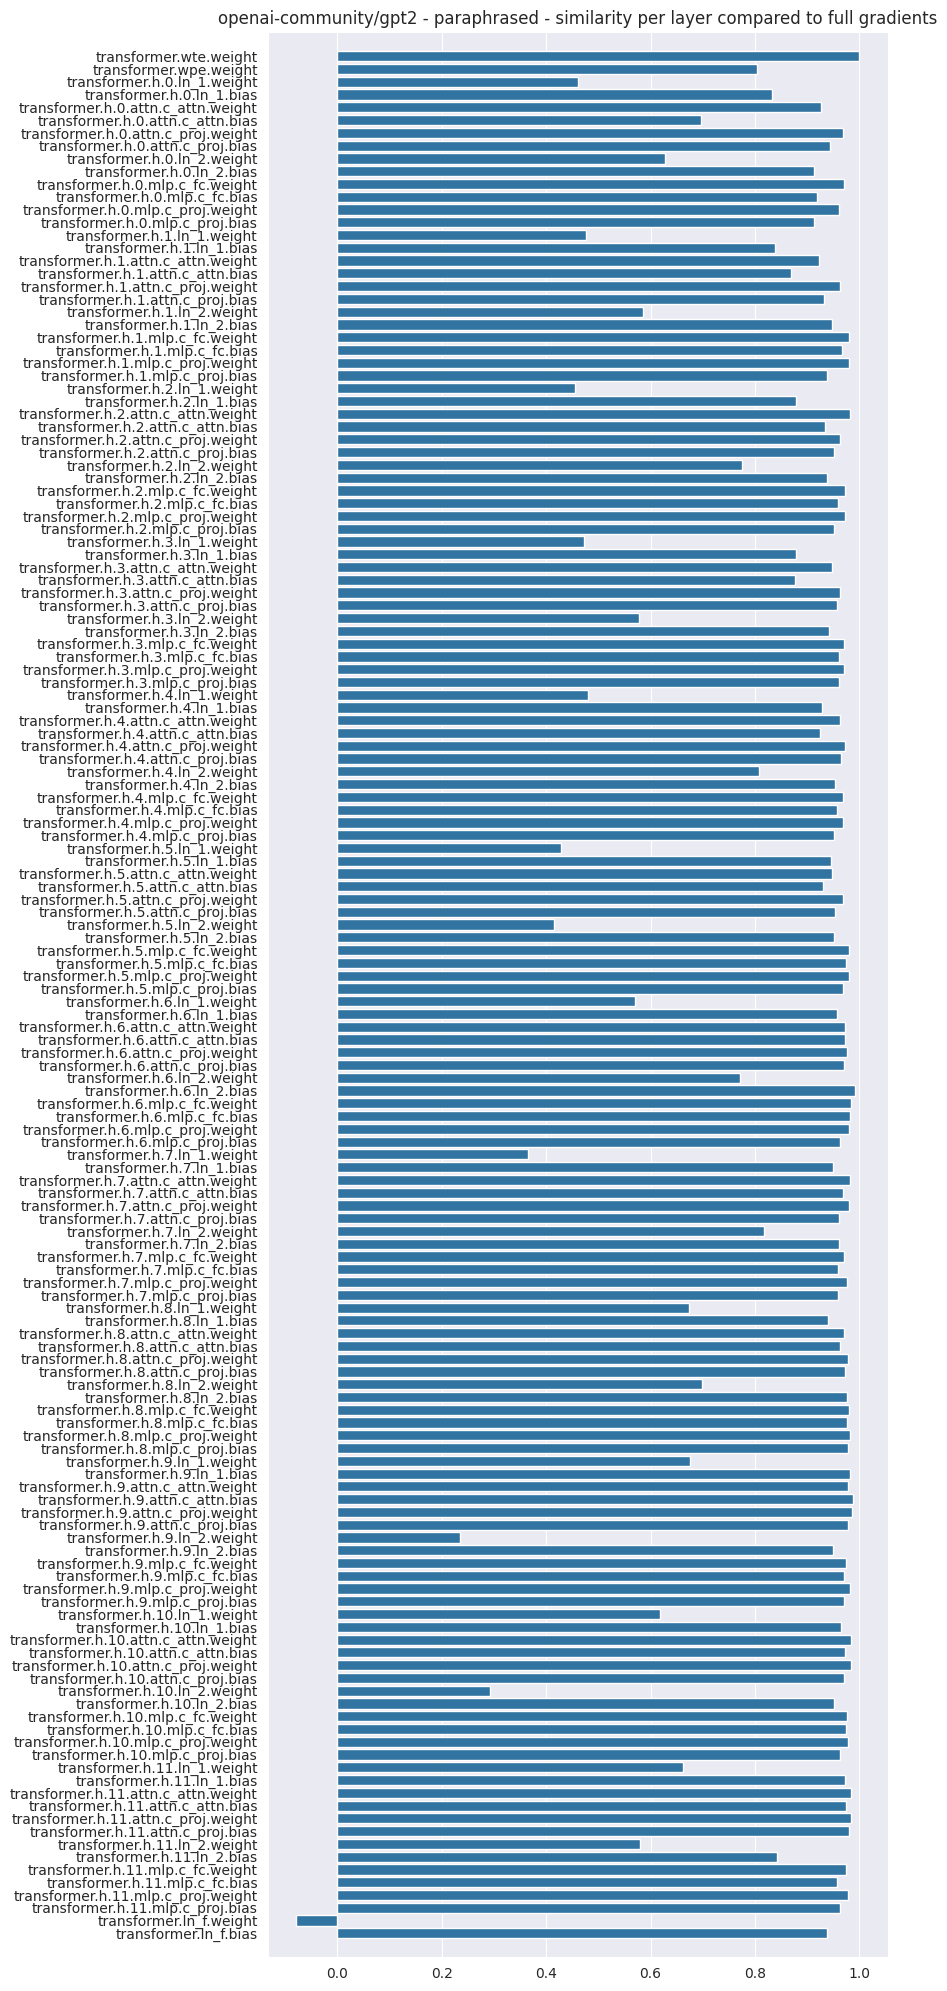 openai-community/gpt2 - paraphrased - similarity per layer compared to full gradients
transformer.wte.weight
transformer.wpe.weight
transformer.h.0.ln_1.weight
transformer.h.0.ln_1.bias
transformer.h.0.attn.c_attn.weight
transformer.h.0.attn.c_attn.bias
transformer.h.0.attn.c_proj.weight
transformer.h.0.attn.c_proj.bias
transformer.h.0.ln_2.weight
transformer.h.0.ln_2.bias
transformer.h.0.mlp.c_fc.weight
transformer.h.0.mlp.c_fc.bias
transformer.h.0.mlp.c_proj.weight
transformer.h.0.mlp.c_proj.bias
transformer.h.1.ln_1.weight
transformer.h.1.ln_1.bias
transformer.h.1.attn.c_attn.weight
transformer.h.1.attn.c_attn.bias
transformer.h.1.attn.c_proj.weight
transformer.h.1.attn.c_proj.bias
transformer.h.1.ln_2.weight
transformer.h.1.ln_2.bias
transformer.h.1.mlp.c_fc.weight
transformer.h.1.mlp.c_fc.bias
transformer.h.1.mlp.c_proj.weight
transformer.h.1.mlp.c_proj.bias
transformer.h.2.ln_1.weight
transformer.h.2.ln_1.bias
transformer.h.2.attn.c_attn.weight
transformer.h.2.attn.c_attn.bias
transformer.h.2.attn.c_proj.weight
transformer.h.2.attn.c_proj.bias
transformer.h.2.ln_2.weight
transformer.h.2.ln_2.bias
transformer.h.2.mlp.c_fc.weight
transformer.h.2.mlp.c_fc.bias
transformer.h.2.mlp.c_proj.weight
transformer.h.2.mlp.c_proj.bias
transformer.h.3.ln_1.weight
transformer.h.3.ln_1.bias
transformer.h.3.attn.c_attn.weight
transformer.h.3.attn.c_attn.bias
transformer.h.3.attn.c_proj.weight
transformer.h.3.attn.c_proj.bias
transformer.h.3.ln_2.weight
transformer.h.3.ln_2.bias
transformer.h.3.mlp.c_fc.weight
transformer.h.3.mlp.c_fc.bias
transformer.h.3.mlp.c_proj.weight
transformer.h.3.mlp.c_proj.bias
transformer.h.4.ln_1.weight
transformer.h.4.ln_1.bias
transformer.h.4.attn.c_attn.weight
transformer.h.4.attn.c_attn.bias
transformer.h.4.attn.c_proj.weight
transformer.h.4.attn.c_proj.bias
transformer.h.4.ln_2.weight
transformer.h.4.ln_2.bias
transformer.h.4.mlp.c_fc.weight
transformer.h.4.mlp.c_fc.bias
transformer.h.4.mlp.c_proj.weight
transformer.h.4.mlp.c_proj.bias
transformer.h.5.ln_1.weight
transformer.h.5.ln_1.bias
transformer.h.5.attn.c_attn.weight
transformer.h.5.attn.c_attn.bias
transformer.h.5.attn.c_proj.weight
transformer.h.5.attn.c_proj.bias
transformer.h.5.ln_2.weight
transformer.h.5.ln_2.bias
transformer.h.5.mlp.c_fc.weight
transformer.h.5.mlp.c_fc.bias
transformer.h.5.mlp.c_proj.weight
transformer.h.5.mlp.c_proj.bias
transformer.h.6.ln_1.weight
transformer.h.6.ln_1.bias
transformer.h.6.attn.c_attn.weight
transformer.h.6.attn.c_attn.bias
transformer.h.6.attn.c_proj.weight
transformer.h.6.attn.c_proj.bias
transformer.h.6.ln_2.weight
transformer.h.6.ln_2.bias
transformer.h.6.mlp.c_fc.weight
transformer.h.6.mlp.c_fc.bias
transformer.h.6.mlp.c_proj.weight
transformer.h.6.mlp.c_proj.bias
transformer.h.7.ln_1.weight
transformer.h.7.ln_1.bias
transformer.h.7.attn.c_attn.weight
transformer.h.7.attn.c_attn.bias
transformer.h.7.attn.c_proj.weight
transformer.h.7.attn.c_proj.bias
transformer.h.7.ln_2.weight
transformer.h.7.ln_2.bias
transformer.h.7.mlp.c_fc.weight
transformer.h.7.mlp.c_fc.bias
transformer.h.7.mlp.c_proj.weight
transformer.h.7.mlp.c_proj.bias
transformer.h.8.ln_1.weight
transformer.h.8.ln_1.bias
transformer.h.8.attn.c_attn.weight
transformer.h.8.attn.c_attn.bias
transformer.h.8.attn.c_proj.weight
transformer.h.8.attn.c_proj.bias
transformer.h.8.ln_2.weight
transformer.h.8.ln_2.bias
transformer.h.8.mlp.c_fc.weight
transformer.h.8.mlp.c_fc.bias
transformer.h.8.mlp.c_proj.weight
transformer.h.8.mlp.c_proj.bias
transformer.h.9.ln_1.weight
transformer.h.9.ln_1.bias
transformer.h.9.attn.c_attn.weight
transformer.h.9.attn.c_attn.bias
transformer.h.9.attn.c_proj.weight
transformer.h.9.attn.c_proj.bias
transformer.h.9.ln_2.weight
transformer.h.9.ln_2.bias
transformer.h.9.mlp.c_fc.weight
transformer.h.9.mlp.c_fc.bias
transformer.h.9.mlp.c_proj.weight
transformer.h.9.mlp.c_proj.bias
transformer.h.10.ln_1.weight
transformer.h.10.ln_1.bias
transformer.h.10.attn.c_attn.weight
transformer.h.10.attn.c_attn.bias
transformer.h.10.attn.c_proj.weight
transformer.h.10.attn.c_proj.bias
transformer.h.10.ln_2.weight
transformer.h.10.ln_2.bias
transformer.h.10.mlp.c_fc.weight
transformer.h.10.mlp.c_fc.bias
transformer.h.10.mlp.c_proj.weight
transformer.h.10.mlp.c_proj.bias
transformer.h.11.ln_1.weight
transformer.h.11.ln_1.bias
transformer.h.11.attn.c_attn.weight
transformer.h.11.attn.c_attn.bias
transformer.h.11.attn.c_proj.weight
transformer.h.11.attn.c_proj.bias
transformer.h.11.ln_2.weight
transformer.h.11.ln_2.bias
transformer.h.11.mlp.c_fc.weight
transformer.h.11.mlp.c_fc.bias
transformer.h.11.mlp.c_proj.weight
transformer.h.11.mlp.c_proj.bias
transformer.ln_f.weight
transformer.ln_f.bias
0.0 0.2 0.4 0.6 0.8 1.0